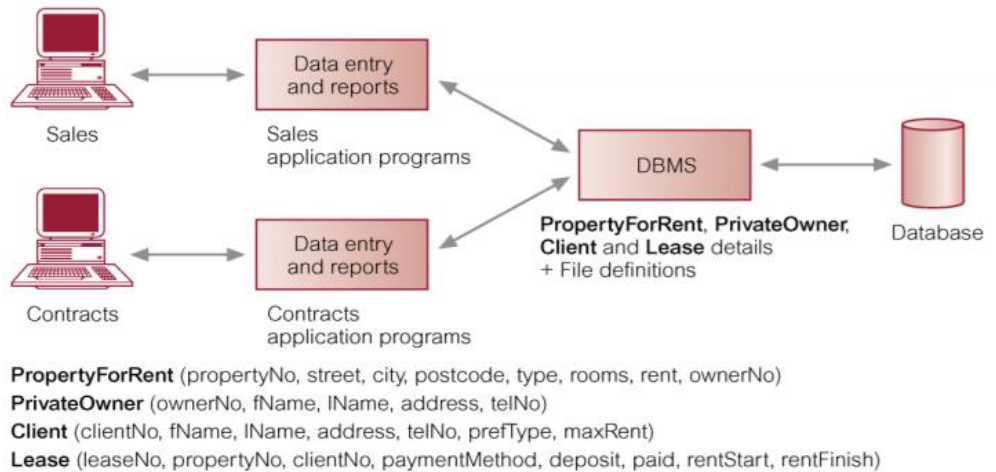 Data entry
and reports
Sales
Sales
application programs
DBMS
PropertyForRent, PrivateOwner,
Client and Lease details
+ File definitions
Database
Data entry
and reports
Contracts
Contracts
application programs
PropertyForRent (propertyNo, street, city, postcode, type, rooms, rent, ownerNo)
PrivateOwner (ownerNo, fName, lName, address, telNo)
Client (clientNo, fName, lName, address, telNo, prefType, maxRent)
Lease (leaseNo, propertyNo, clientNo, paymentMethod, deposit, paid, rentStart, rentFinish)